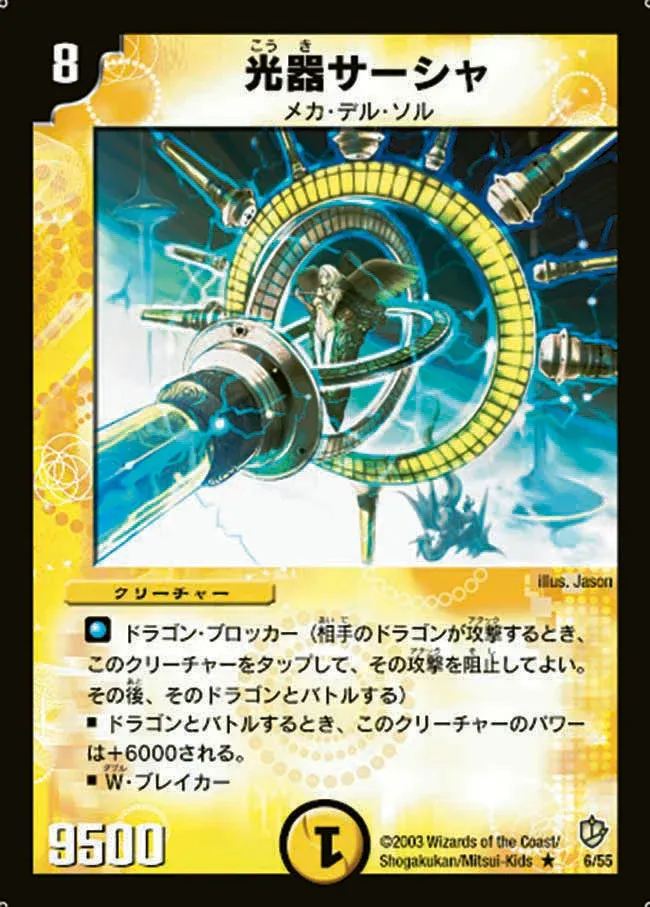 8
こうき
光器サーシャ
メカ・デル・ソル
illus. Jason
クリーチャー
ドラゴン・ブロッカー（相手のドラゴンが攻撃するとき、
このクリーチャーをタップして、その攻撃を阻止してよい。
その後、そのドラゴンとバトルする）
■ ドラゴンとバトルするとき、このクリーチャーのパワー
は＋6000される。
■ W・ブレイカー
9500
1
©2003 Wizards of the Coast/
Shogakukan/Mitsui-Kids ★ 6/55